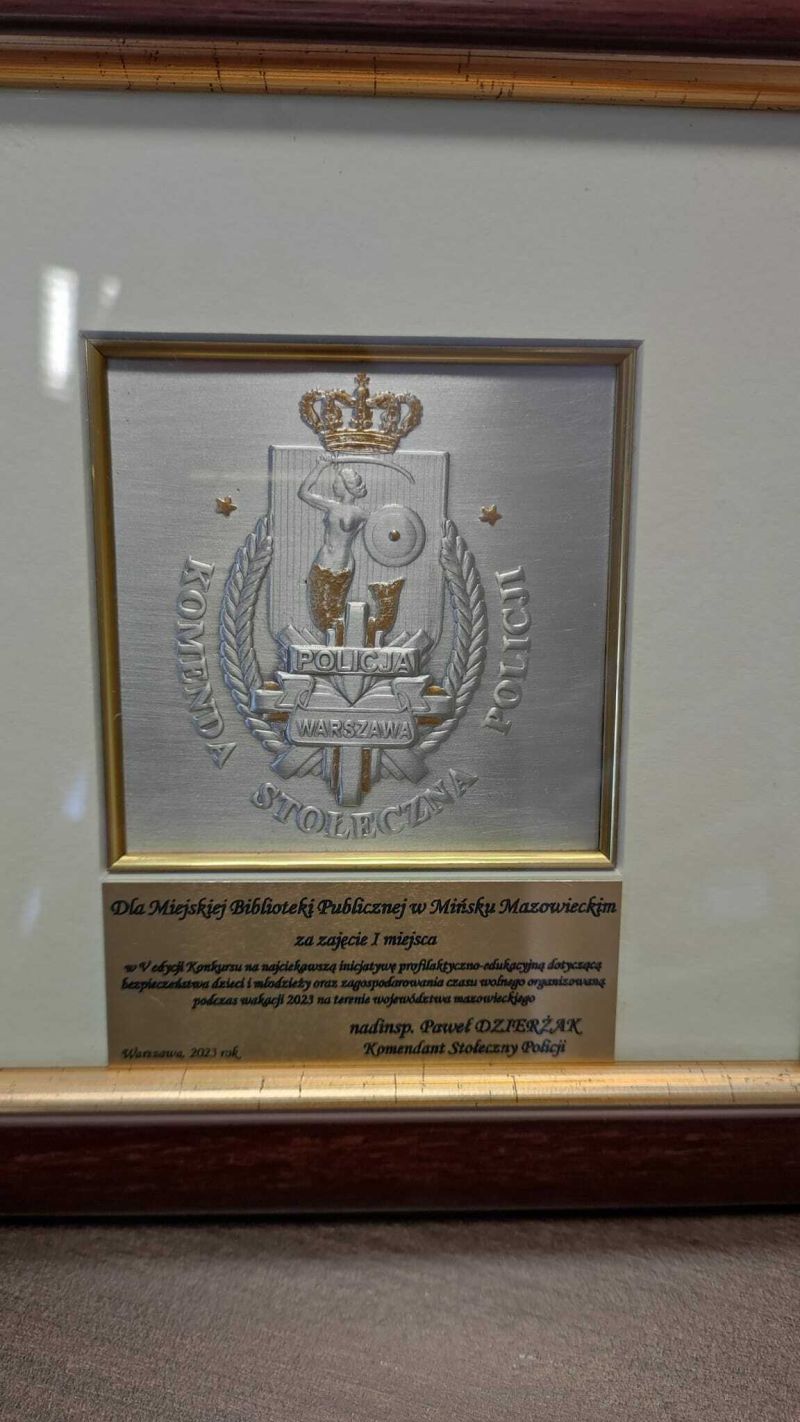 KOMENDA STOŁECZNA POLICJI
POLICJA
WARSZAWA
Dla Miejskiej Biblioteki Publicznej w Mińsku Mazowieckim
za zajęcie I miejsca
w V edycji Konkursu na najciekawszą inicjatywę profilaktyczno-edukacyjną dotyczącą
bezpieczeństwa dzieci i młodzieży oraz zagospodarowania czasu wolnego organizowaną
podczas wakacji 2023 na terenie województwa mazowieckiego
nadinsp. Paweł DZIERŻAK
Komendant Stołeczny Policji
Warszawa, 2023 rok